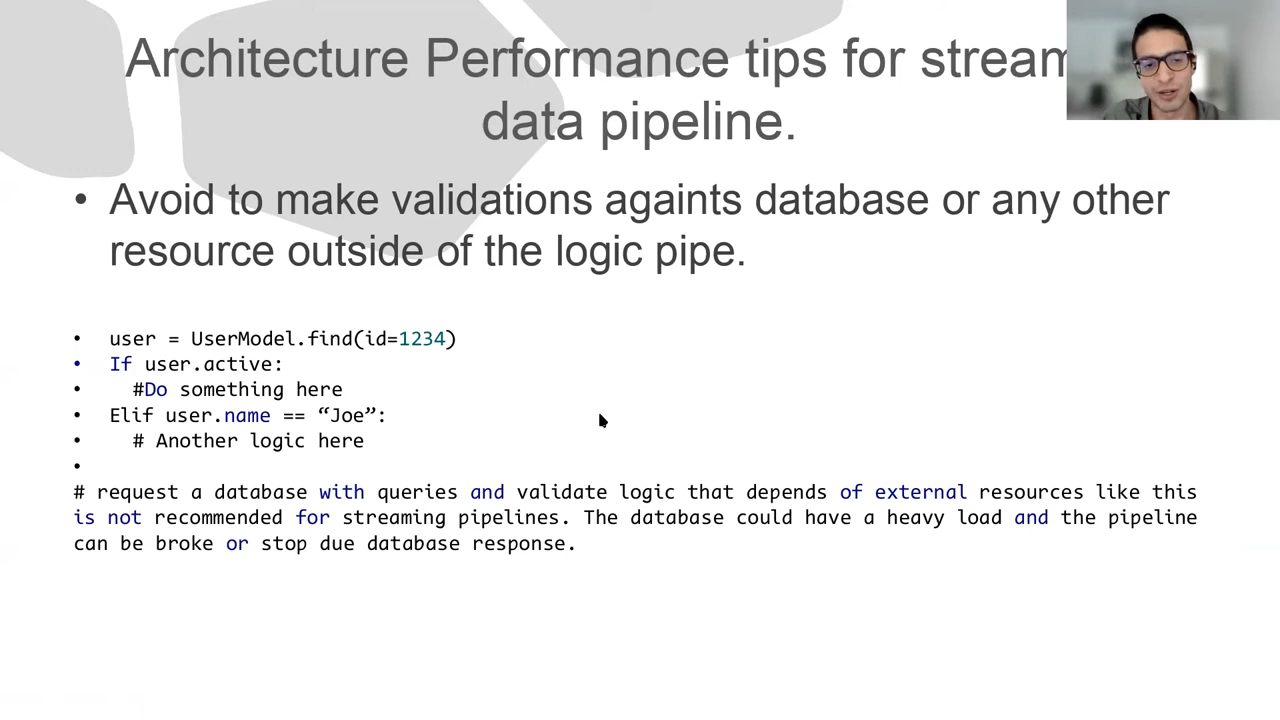 Architecture Performance tips for stream
data pipeline.
• Avoid to make validations againts database or any other
resource outside of the logic pipe.
• user = UserModel.find(id=1234)
• If user.active:
• #Do something here
• Elif user.name == “Joe”:
• # Another logic here
•
# request a database with queries and validate logic that depends of external resources like this
is not recommended for streaming pipelines. The database could have a heavy load and the pipeline
can be broke or stop due database response.